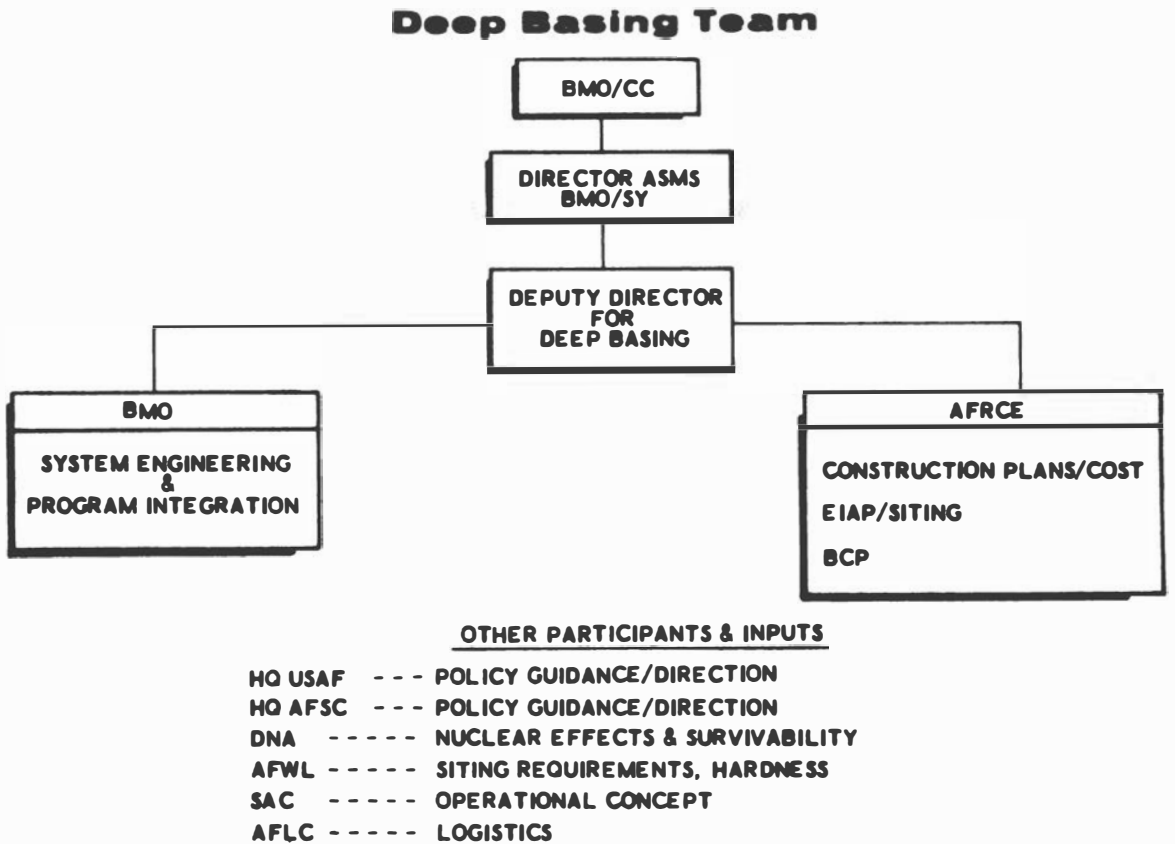 Deep Basing Team
BMO/CC
DIRECTOR ASMS
BMO/SY
DEPUTY DIRECTOR
FOR
DEEP BASING
BMO
SYSTEM ENGINEERING
&
PROGRAM INTEGRATION
AFRCE
CONSTRUCTION PLANS/COST
EIAP/SITING
BCP
OTHER PARTICIPANTS & INPUTS
HQ USAF - - - POLICY GUIDANCE/DIRECTION
HQ AFSC - - - POLICY GUIDANCE/DIRECTION
DNA - - - - - NUCLEAR EFFECTS & SURVIVABILITY
AFWL - - - - - SITING REQUIREMENTS, HARDNESS
SAC - - - - - OPERATIONAL CONCEPT
AFLC - - - - - LOGISTICS